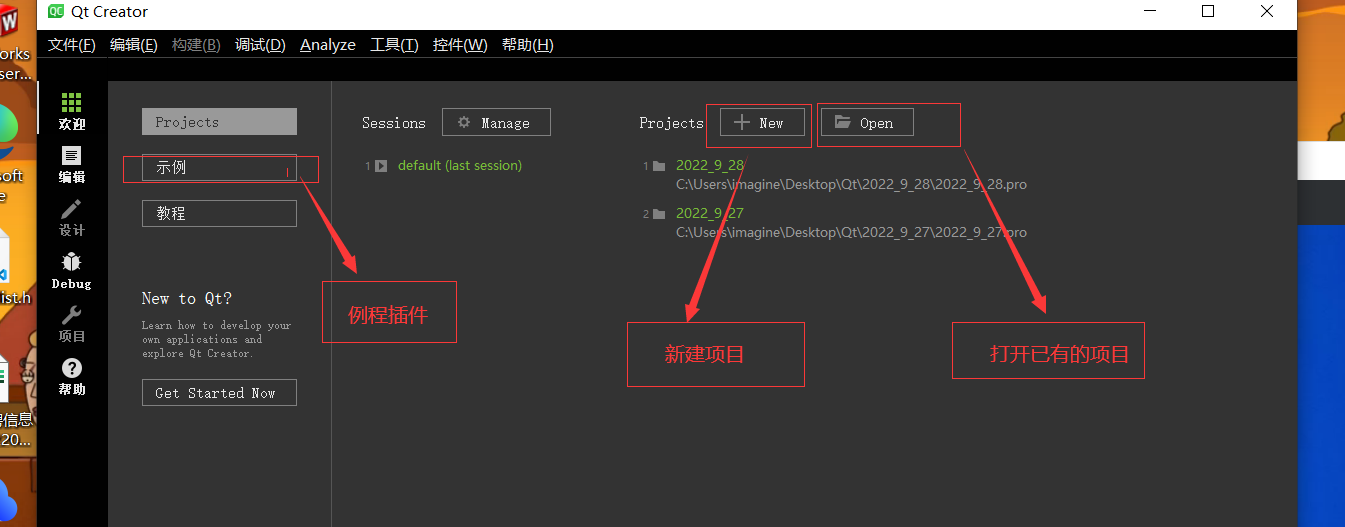 Qt Creator
文件(F) 编辑(E) 构建(B) 调试(D) Analyze 工具(T) 控件(W) 帮助(H)
orks
ser...
soft
e
ist.h
信息
20...
欢迎
编辑
设计
Debug
项目
帮助
Projects
示例
教程
New to Qt?
Learn how to develop your
own applications and
explore Qt Creator.
Get Started Now
Sessions Manage
1 default (last session)
Projects New Open
1 2022_9_28
C:\Users\imagine\Desktop\Qt\2022_9_28\2022_9_28.pro
2 2022_9_27
C:\Users\imagine\Desktop\Qt\2022_9_27\2022_9_27.pro
例程插件
新建项目
打开已有的项目